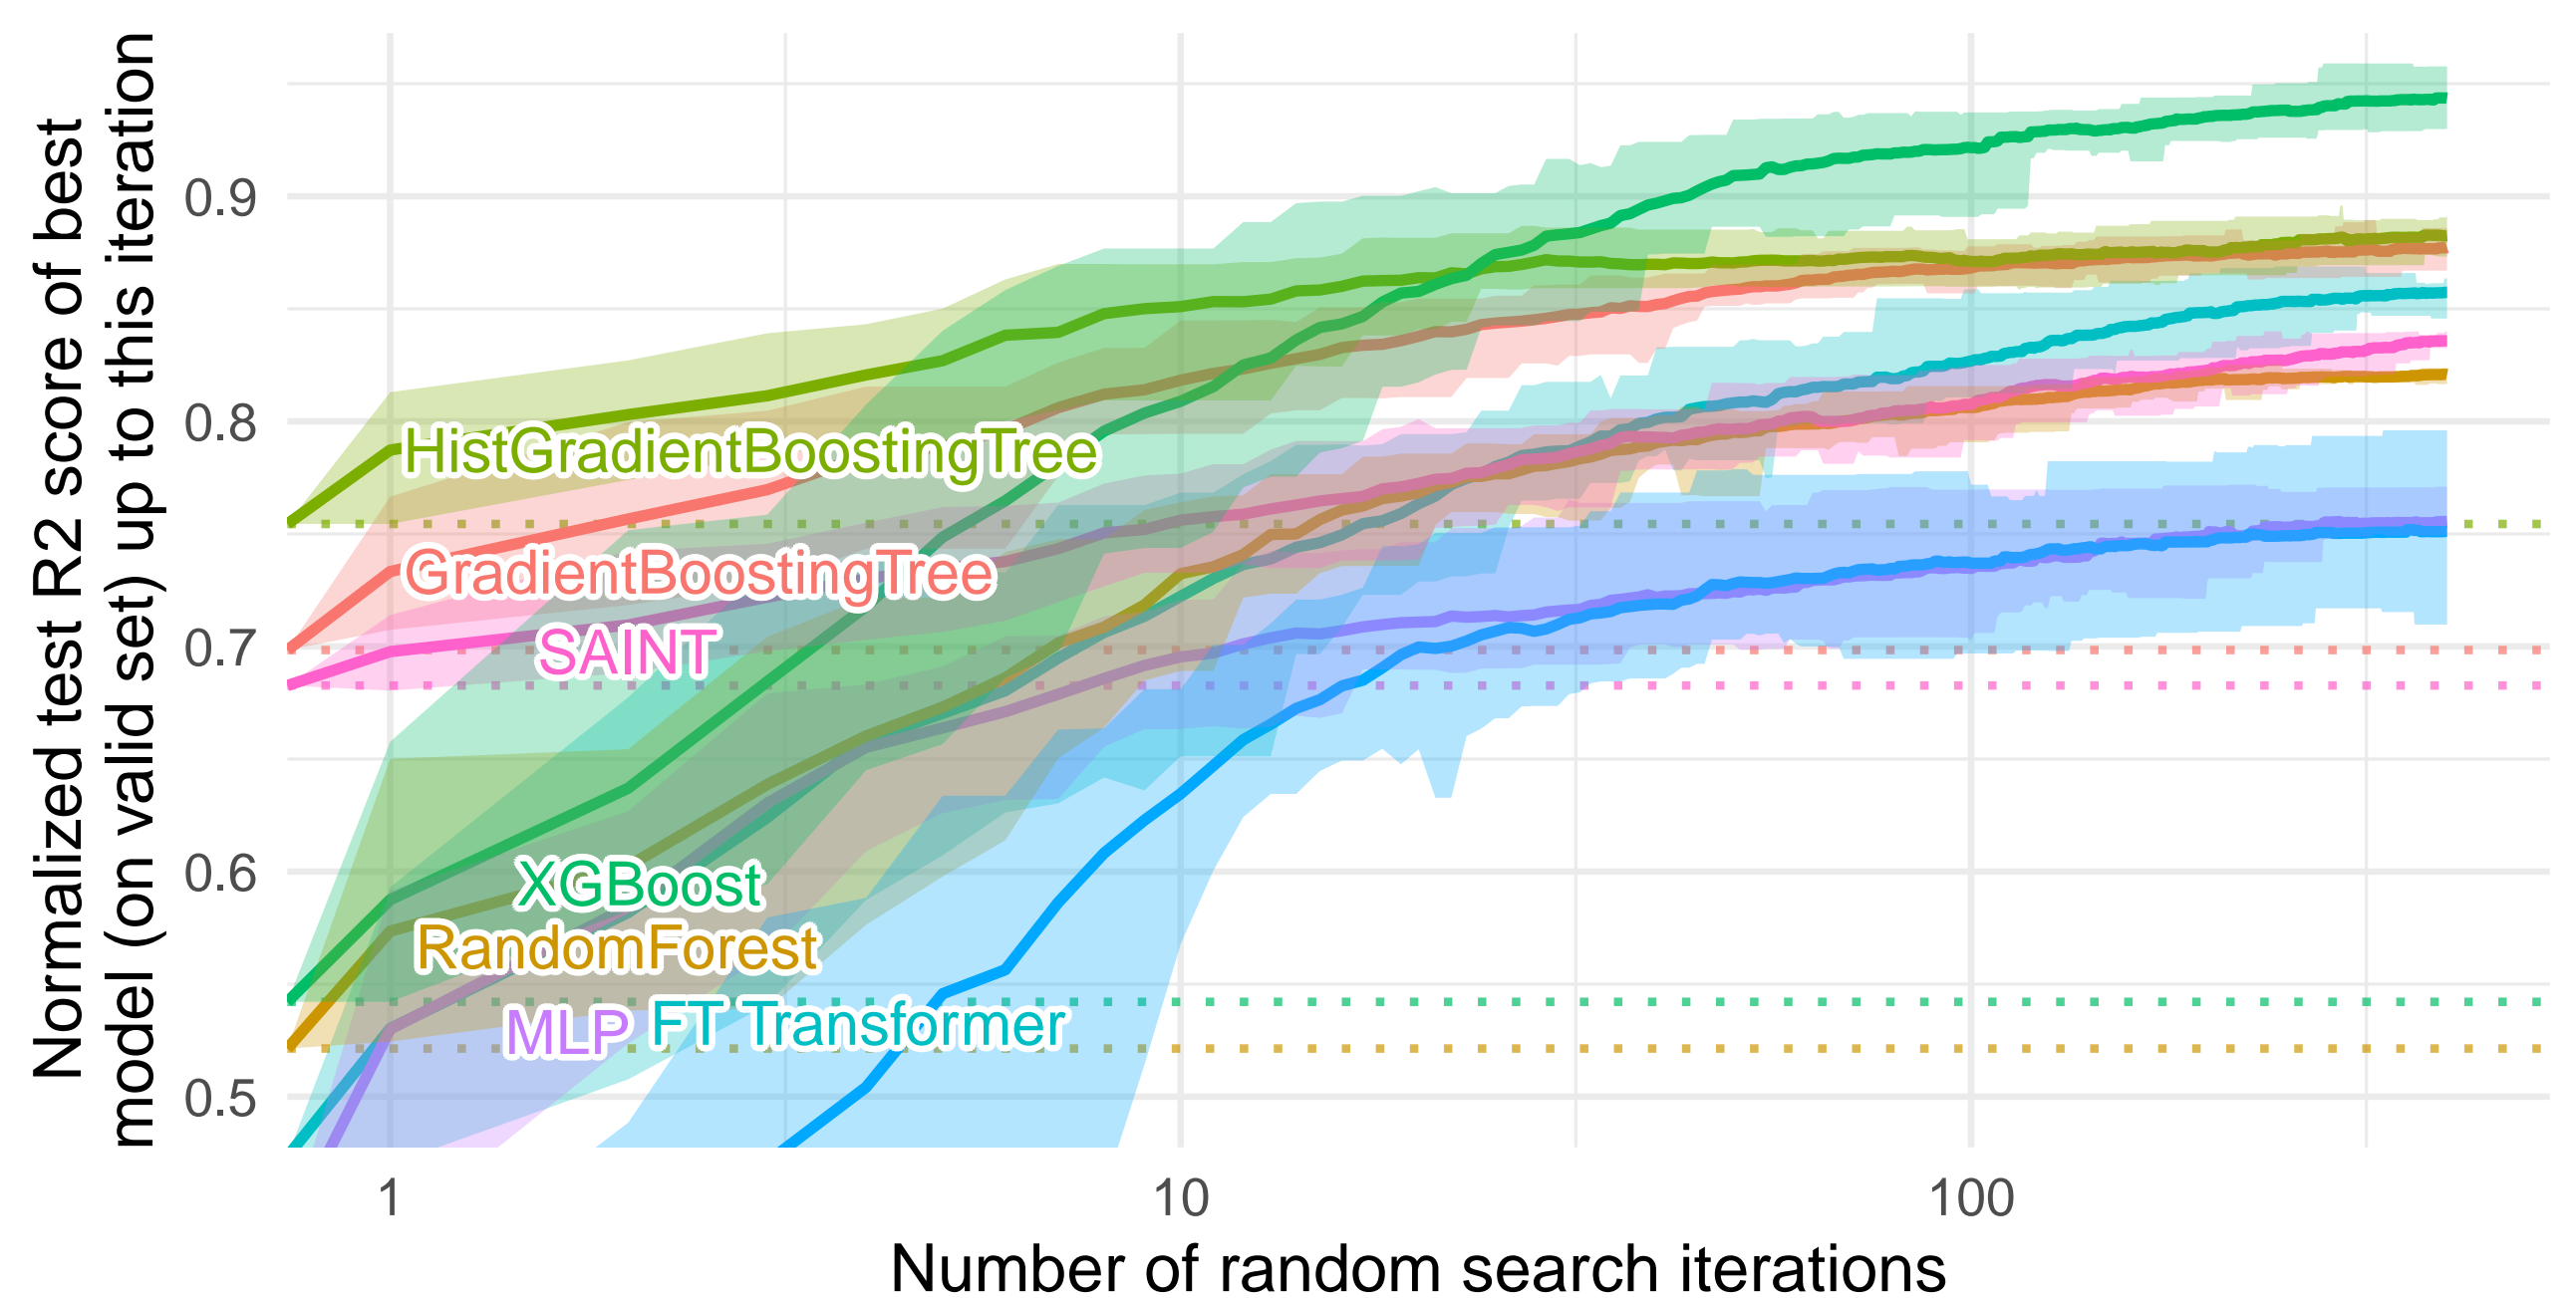 Normalized test R2 score of best
model (on valid set) up to this iteration
0.9
0.8
0.7
0.6
0.5
HistGradientBoostingTree
GradientBoostingTree
SAINT
XGBoost
RandomForest
MLP
FT Transformer
1
10
100
Number of random search iterations